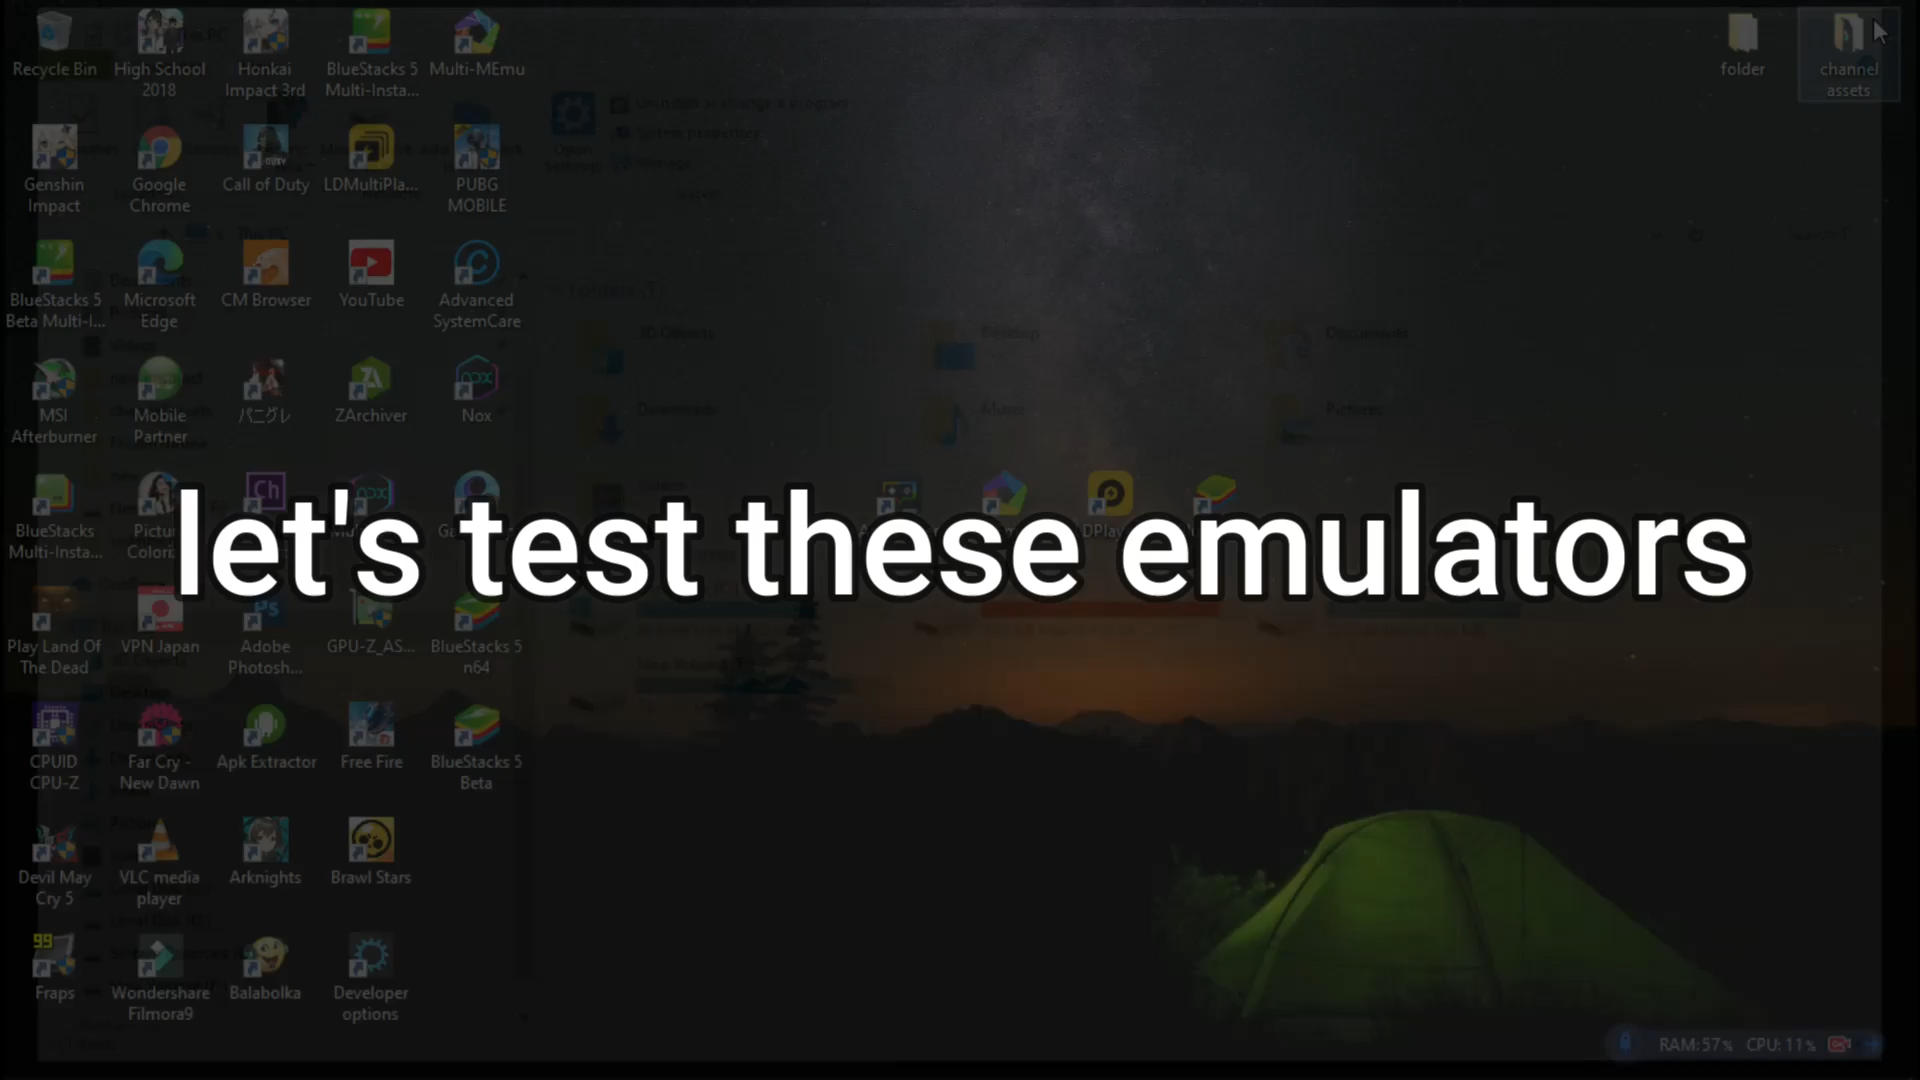 Recycle Bin
High School
2018
Honkai
Impact 3rd
BlueStacks 5
Multi-Insta...
Multi-MEmu
folder
channel
assets
Genshin
Impact
Google
Chrome
Call of Duty
LDMultiPla...
PUBG
MOBILE
BlueStacks 5
Beta Multi-I...
Microsoft
Edge
CM Browser
YouTube
Advanced
SystemCare
MSI
Afterburner
Mobile
Partner
パニグレ
ZArchiver
Nox
let's test these emulators
BlueStacks
Multi-Insta...
Play Land Of
The Dead
VPN Japan
Adobe
Photosh...
GPU-Z_AS...
BlueStacks 5
n64
CPUID
CPU-Z
Far Cry -
New Dawn
Apk Extractor
Free Fire
BlueStacks 5
Beta
Devil May
Cry 5
VLC media
player
Arknights
Brawl Stars
99
Fraps
Wondershare
Filmora9
Balabolka
Developer
options
RAM:57% CPU: 11%